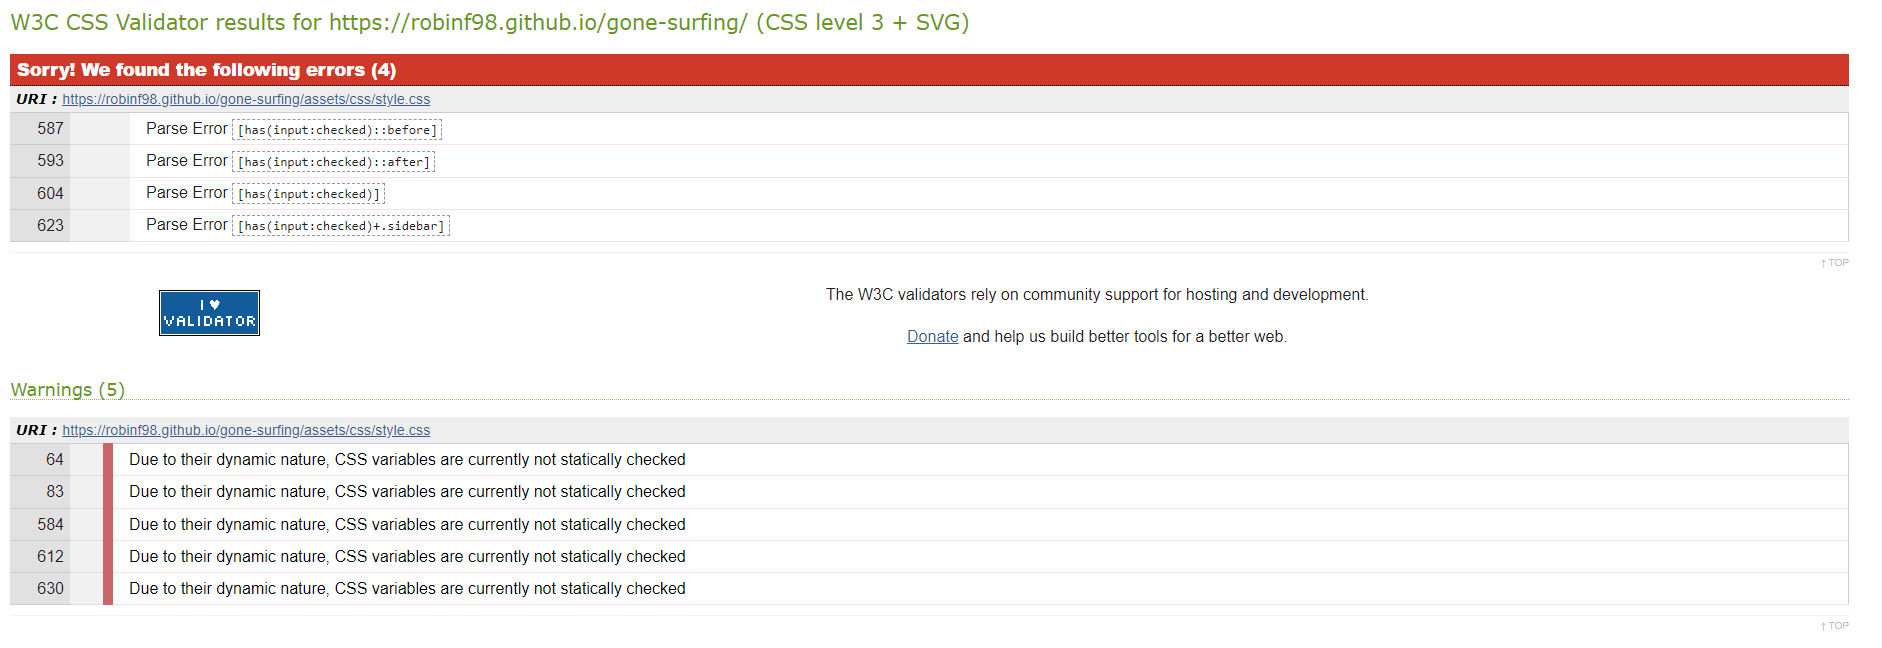 W3C CSS Validator results for https://robinf98.github.io/gone-surfing/ (CSS level 3 + SVG)
Sorry! We found the following errors (4)
URI : https://robinf98.github.io/gone-surfing/assets/css/style.css
587 Parse Error [has(input:checked)::before]
593 Parse Error [has(input:checked)::after]
604 Parse Error [has(input:checked)]
623 Parse Error [has(input:checked)+.sidebar]
↑ TOP
I ♥
VALIDATOR
The W3C validators rely on community support for hosting and development.
Donate and help us build better tools for a better web.
Warnings (5)
URI : https://robinf98.github.io/gone-surfing/assets/css/style.css
64 Due to their dynamic nature, CSS variables are currently not statically checked
83 Due to their dynamic nature, CSS variables are currently not statically checked
584 Due to their dynamic nature, CSS variables are currently not statically checked
612 Due to their dynamic nature, CSS variables are currently not statically checked
630 Due to their dynamic nature, CSS variables are currently not statically checked
↑ TOP